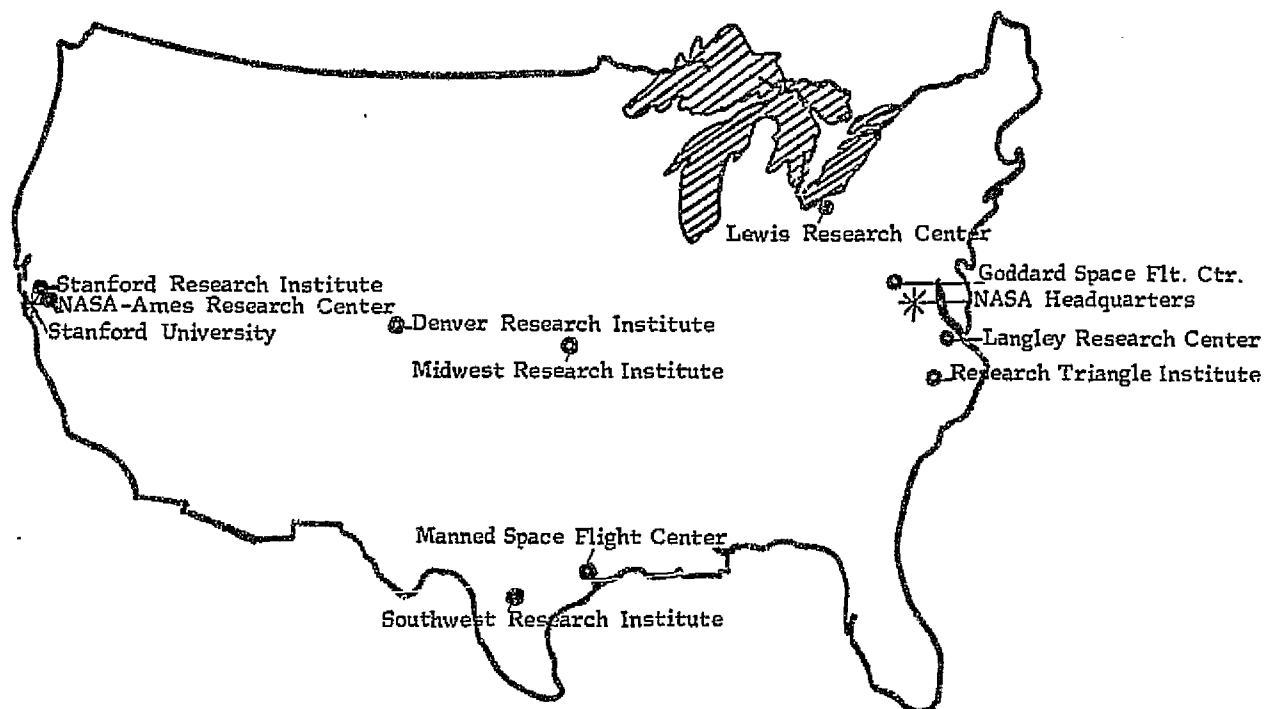 Lewis Research Center
Goddard Space Flt. Ctr.
Stanford Research Institute
NASA Headquarters
NASA-Ames Research Center
Stanford University
Denver Research Institute
Langley Research Center
Midwest Research Institute
Research Triangle Institute
Manned Space Flight Center
Southwest Research Institute